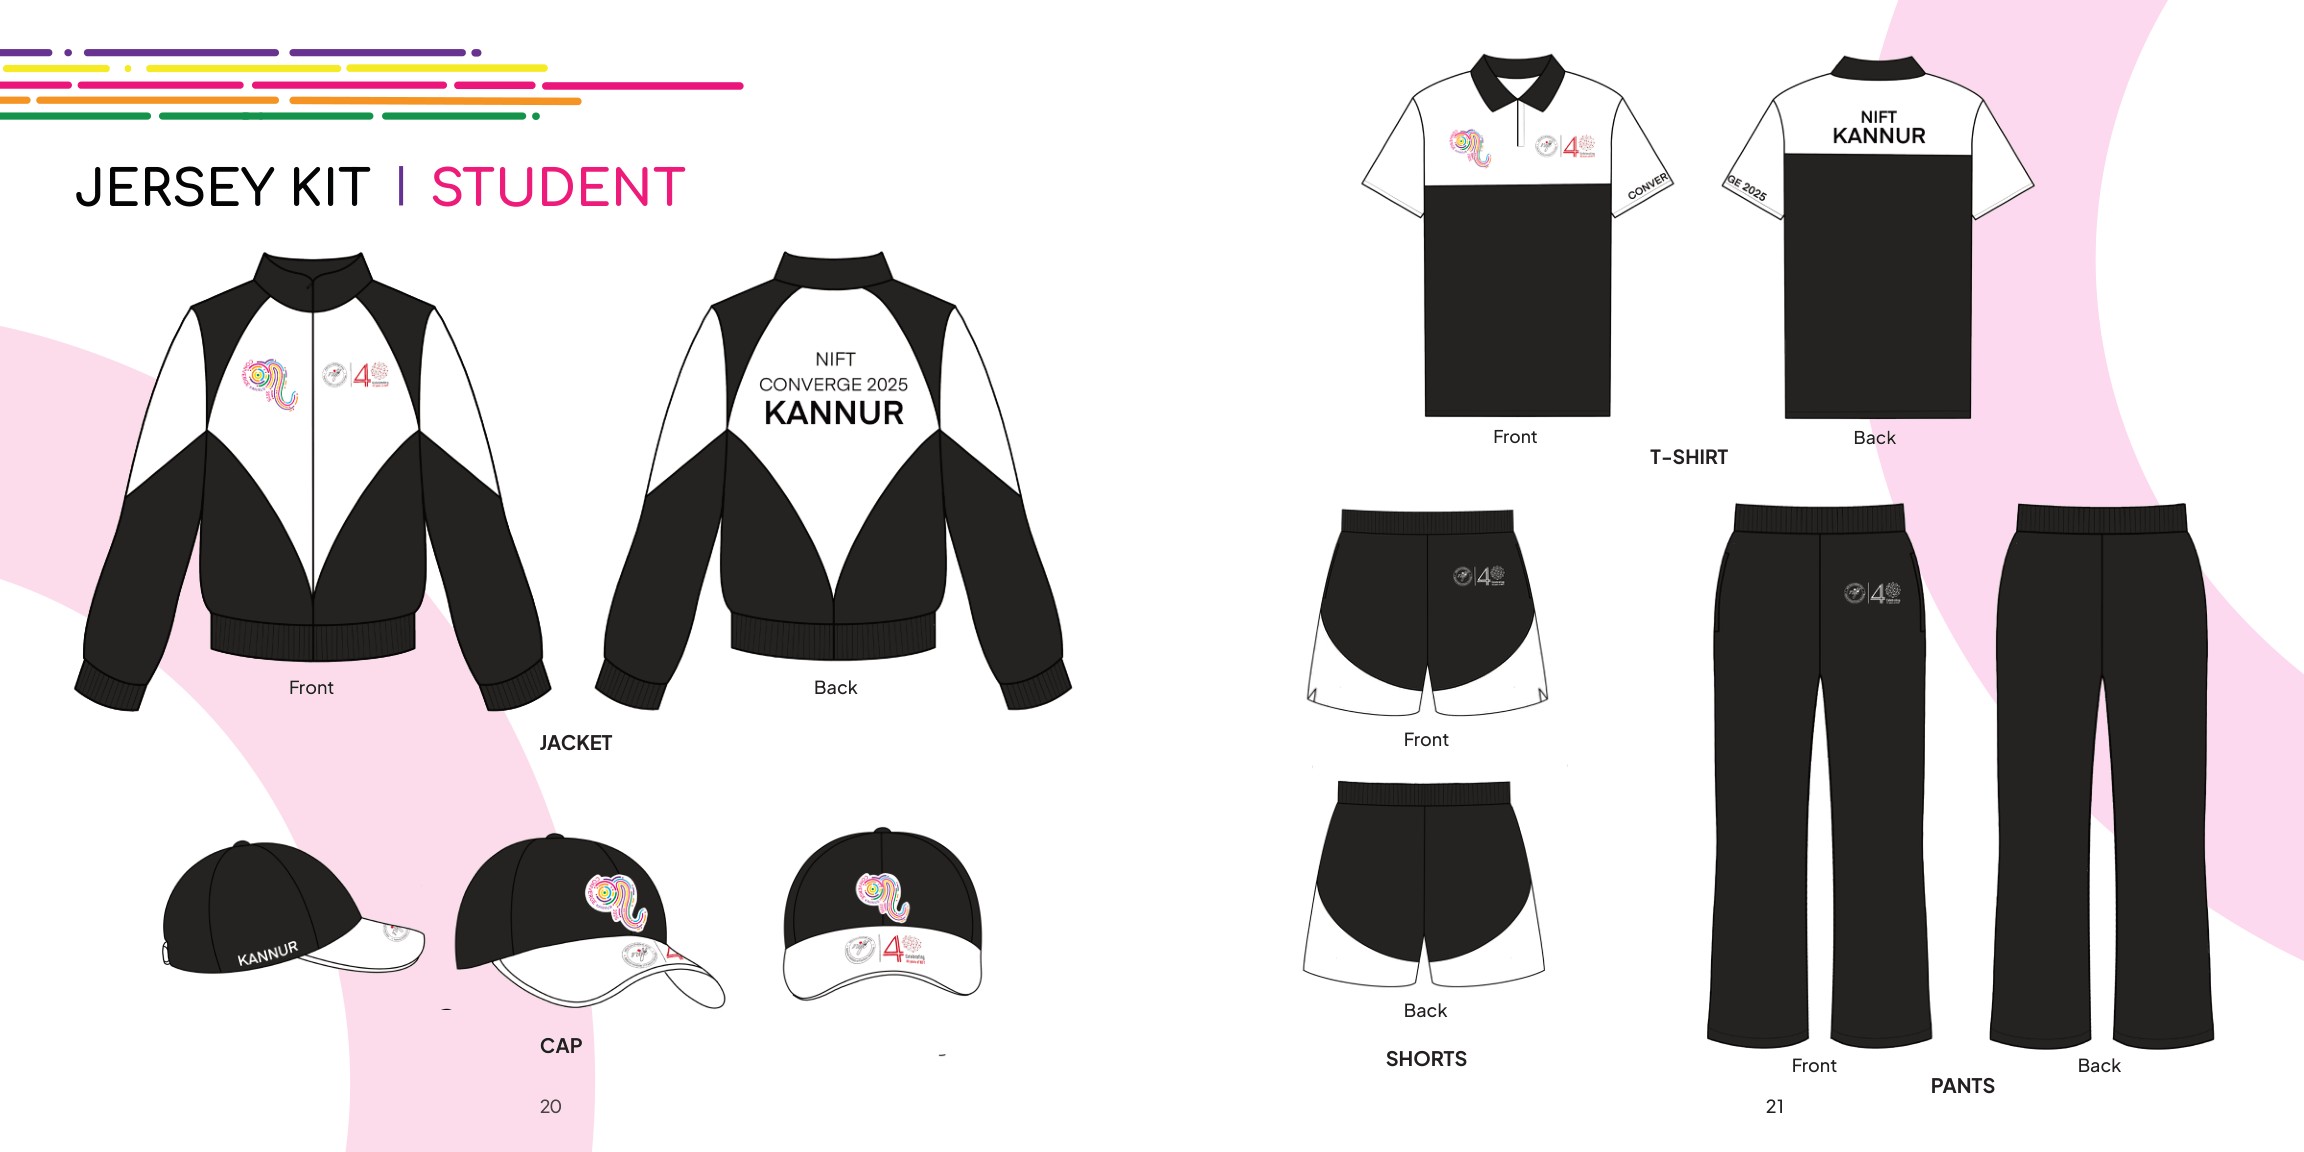 JERSEY KIT | STUDENT
NIFT
CONVERGE 2025
KANNUR
Front
Back
JACKET
KANNUR
CAP
20
CONVER
NIFT
KANNUR
GE 2025
Front
Back
T-SHIRT
Front
Back
SHORTS
Front
Back
PANTS
21